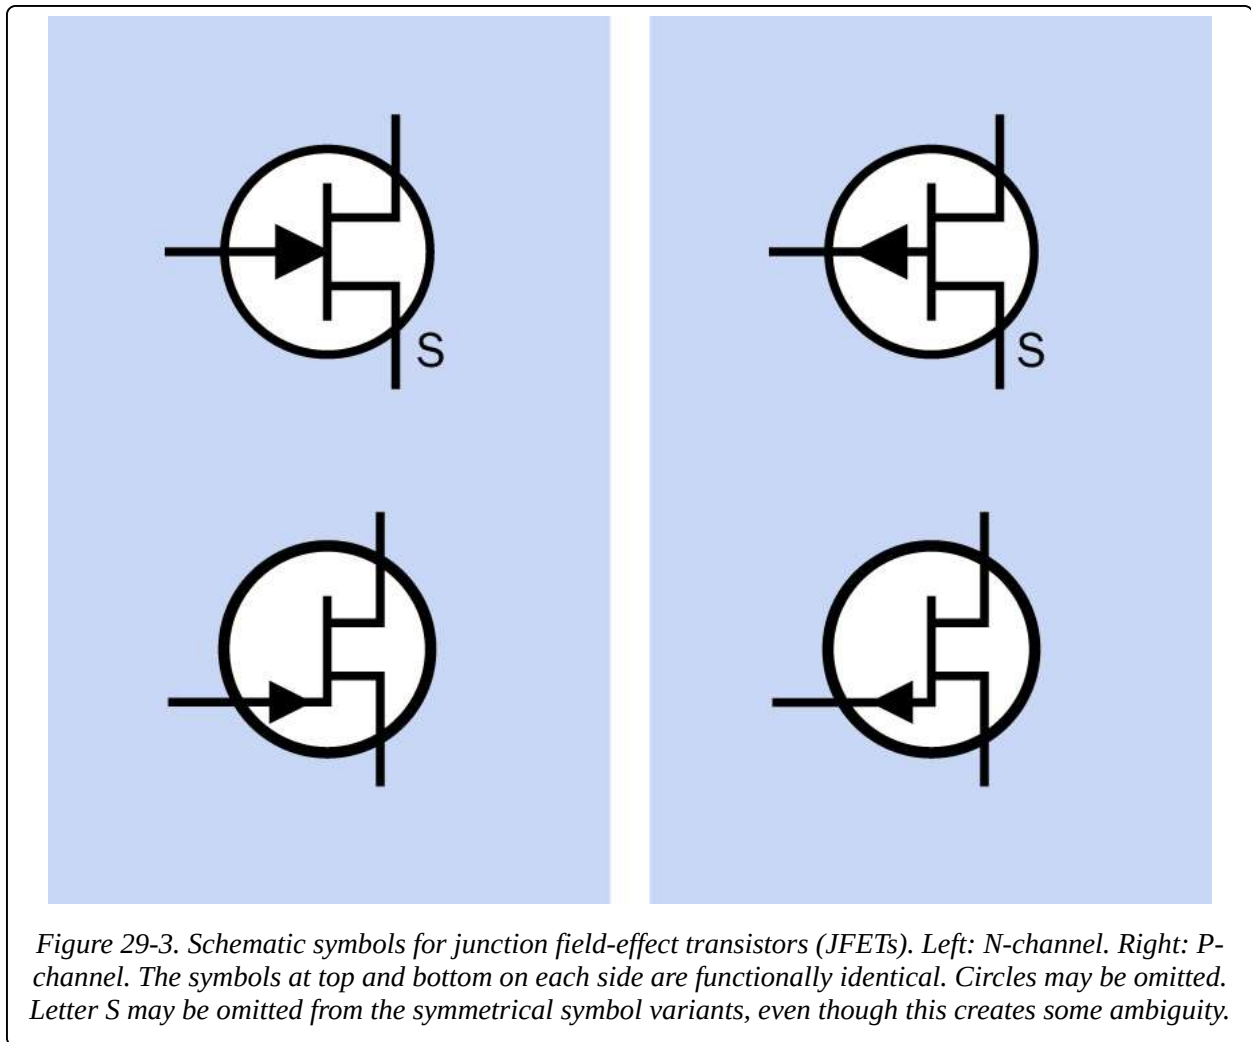 S
S
Figure 29-3. Schematic symbols for junction field-effect transistors (JFETs). Left: N-channel. Right: P-
channel. The symbols at top and bottom on each side are functionally identical. Circles may be omitted.
Letter S may be omitted from the symmetrical symbol variants, even though this creates some ambiguity.